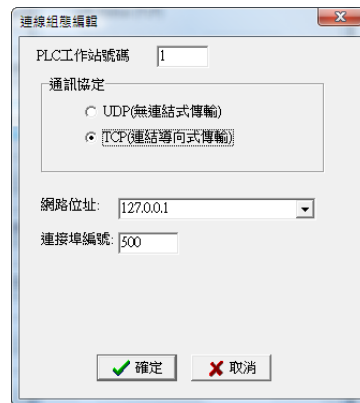 連線組態編輯
PLC工作站號碼 1
通訊協定
UDP(無連結式傳輸)
TCP(連結導向式傳輸)
網路位址: 127.0.0.1
連接埠編號: 500
確定 取消